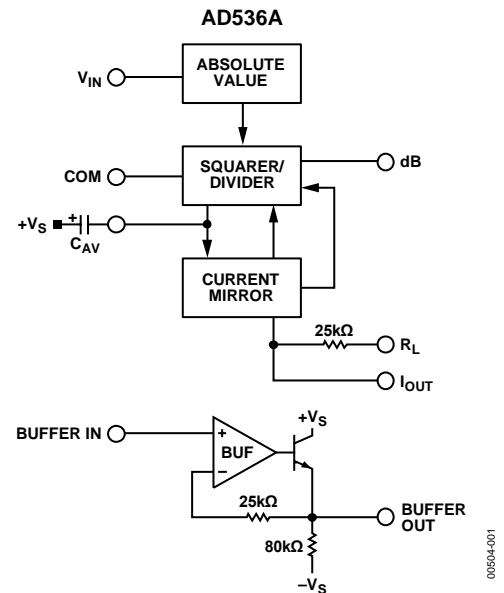 AD536A
ABSOLUTE
VALUE
VIN
SQUARER/
DIVIDER
dB
COM
+VS
+
CAV
CURRENT
MIRROR
25kΩ
RL
IOUT
+VS
BUFFER IN
+
BUF
–
25kΩ
BUFFER
OUT
80kΩ
–VS
00504-001